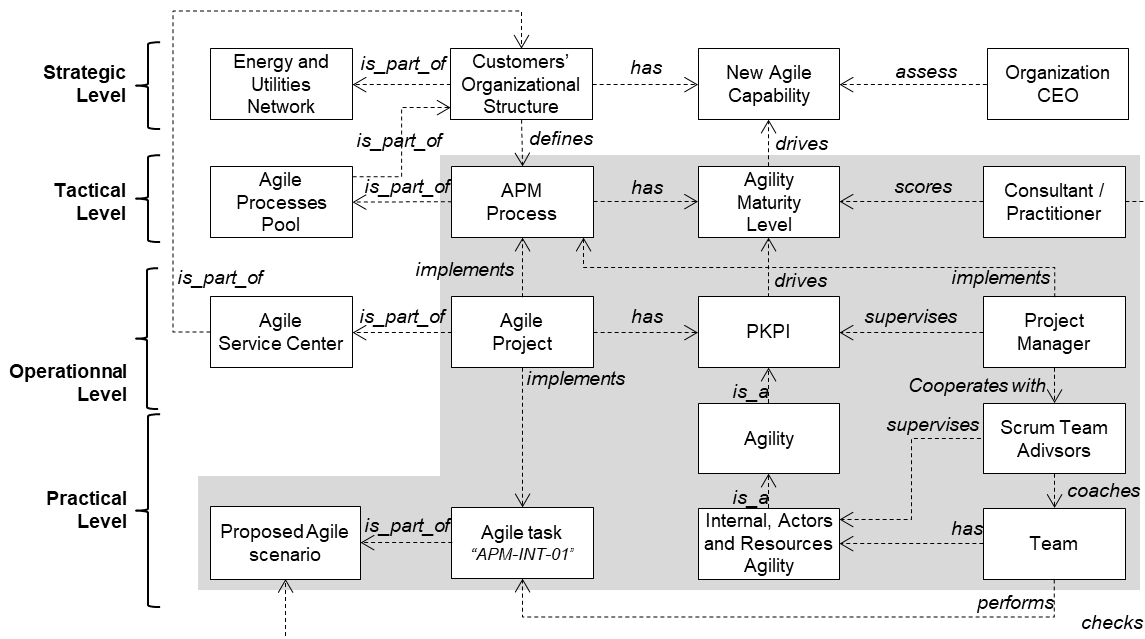 Strategic
Level
Energy and
Utilities
Network
is_part_of
Customers'
Organizational
Structure
has
New Agile
Capability
assess
Organization
CEO
is_part_of
defines
drives
Tactical
Level
Agile
Processes
Pool
is_part_of
APM
Process
has
Agility
Maturity
Level
scores
Consultant /
Practitioner
is_part_of
implements
drives
implements
Operationnal
Level
Agile
Service Center
is_part_of
Agile
Project
has
PKPI
supervises
Project
Manager
implements
is_a
Cooperates with
Agility
supervises
Scrum Team
Adivsors
Practical
Level
is_a
coaches
Proposed Agile
scenario
is_part_of
Agile task
“APM-INT-01”
Internal, Actors
and Resources
Agility
has
Team
performs
checks